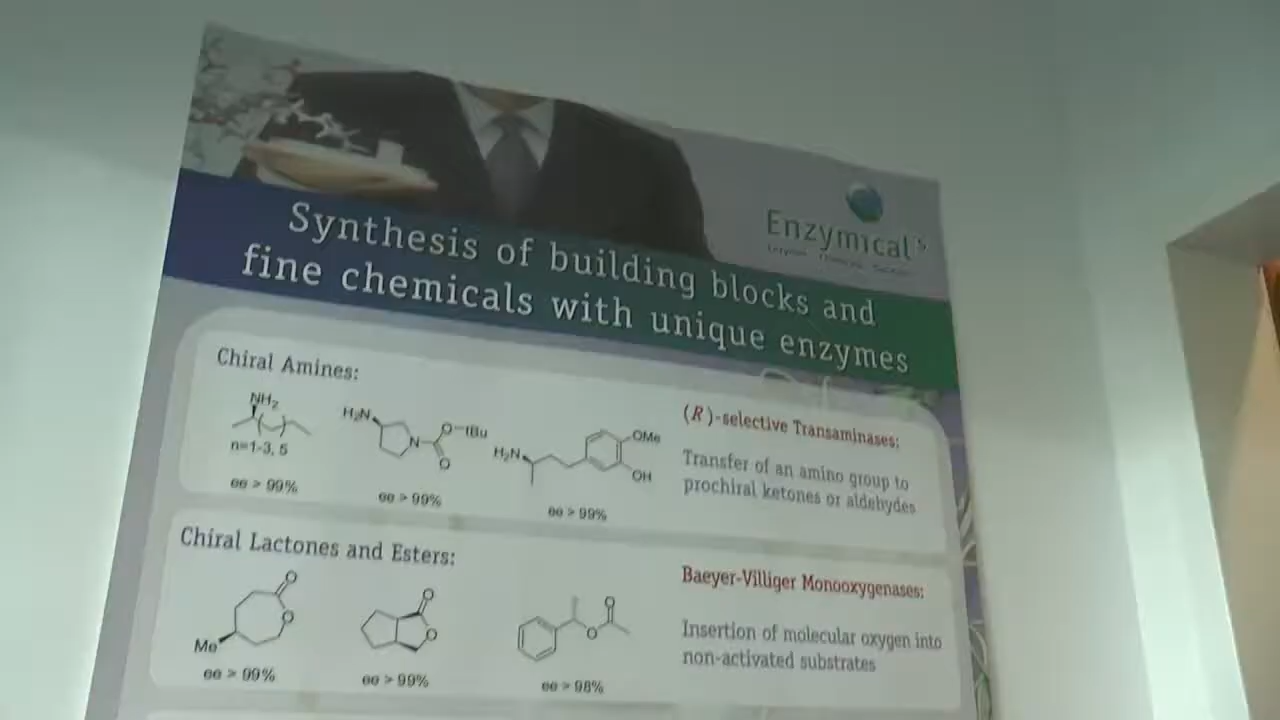 Enzymical
Synthesis of building blocks and
fine chemicals with unique enzymes
Chiral Amines:
NH₂
n=1-3, 5
ee > 99%
H₂N
N
O
tBu
O
ee > 99%
H₂N
OMe
OH
ee > 99%
(R)-selective Transaminases:
Transfer of an amino group to
prochiral ketones or aldehydes
Chiral Lactones and Esters:
O
O
Me
ee > 99%
O
O
ee > 99%
O
O
ee > 98%
Baeyer-Villiger Monooxygenases:
Insertion of molecular oxygen into
non-activated substrates